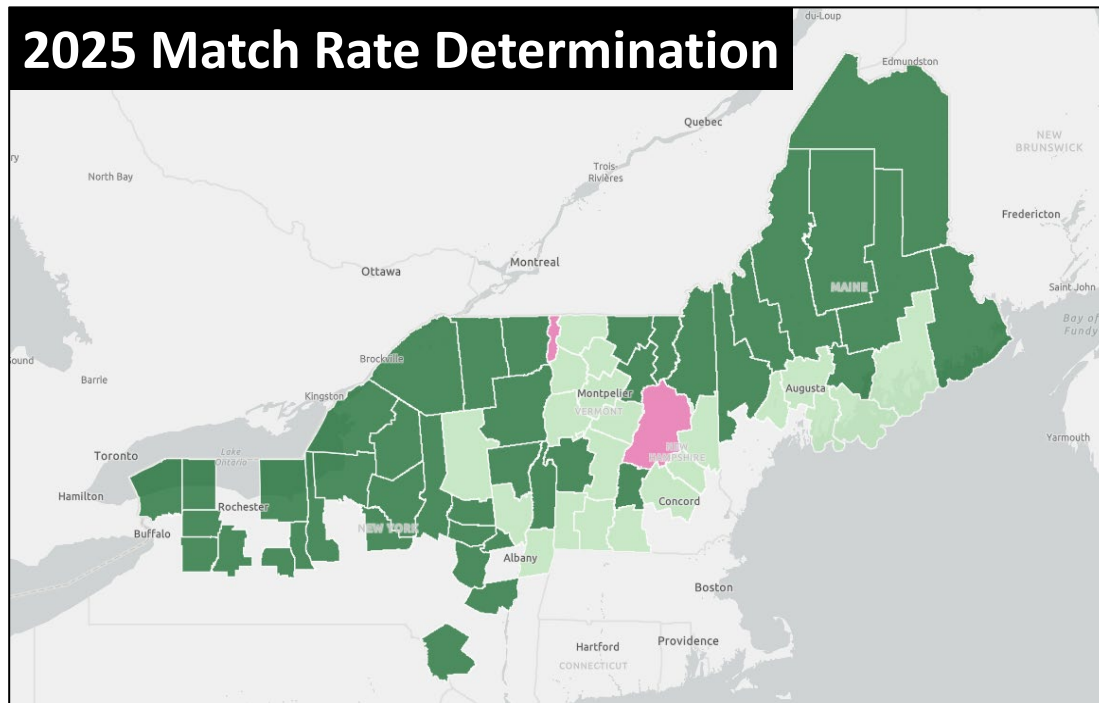 2025 Match Rate Determination
du-Loup
Edmundston
Quebec
NEW
BRUNSWICK
ry
Trois-
Rivières
North Bay
Fredericton
Montreal
Ottawa
MAINE
Saint John
Bay of
Fundy
ound
Brockville
Barrie
Kingston
Montpelier
Augusta
VERMONT
Yarmouth
Toronto
Lake
Ontario
NEW
HAMPSHIRE
Hamilton
Rochester
Concord
Buffalo
NEW YORK
Albany
Boston
Hartford
Providence
CONNECTICUT